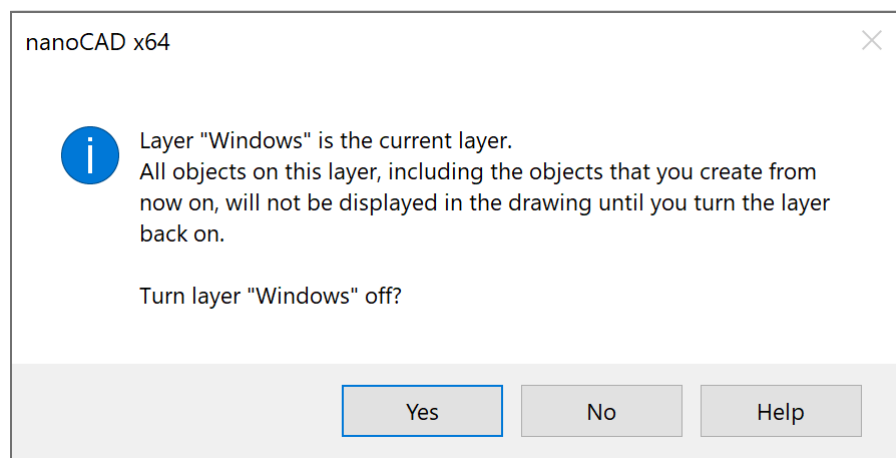 nanoCAD x64
Layer "Windows" is the current layer.
All objects on this layer, including the objects that you create from
now on, will not be displayed in the drawing until you turn the layer
back on.
Turn layer "Windows" off?
Yes
No
Help